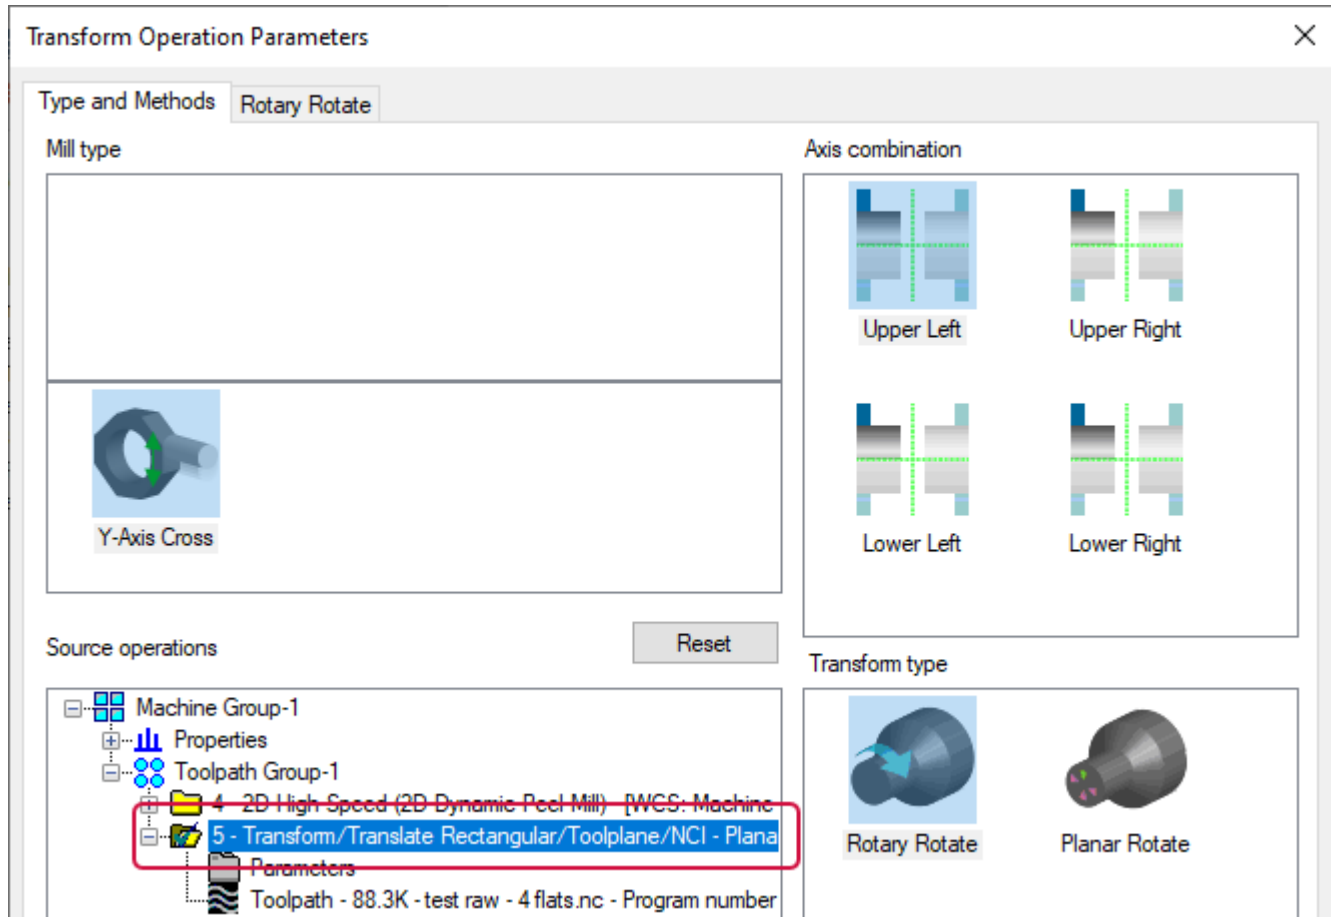 Transform Operation Parameters
Type and Methods
Rotary Rotate
Mill type
Axis combination
Upper Left
Upper Right
Y-Axis Cross
Lower Left
Lower Right
Source operations
Reset
Transform type
Machine Group-1
Properties
Toolpath Group-1
4 - 2D High Speed (2D Dynamic Peel Mill) - [WCS: Machine
5 - Transform/Translate Rectangular/Toolplane/NCI - Plana
Parameters
Toolpath - 88.3K - test raw - 4 flats.nc - Program number
Rotary Rotate
Planar Rotate